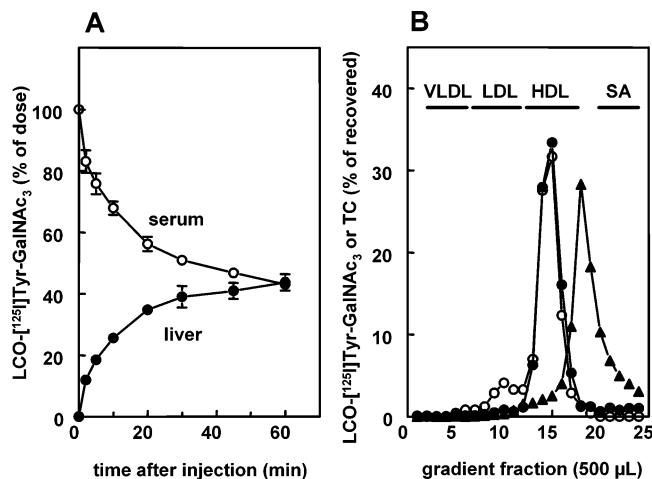 A
LCO-[¹²⁵I]Tyr-GalNAc₃ (% of dose)
100
80
60
40
20
0
serum
liver
0 20 40 60
time after injection (min)
B
LCO-[¹²⁵I]Tyr-GalNAc₃ or TC (% of recovered)
40
30
20
10
0
VLDL LDL HDL SA
0 5 10 15 20 25
gradient fraction (500 µL)